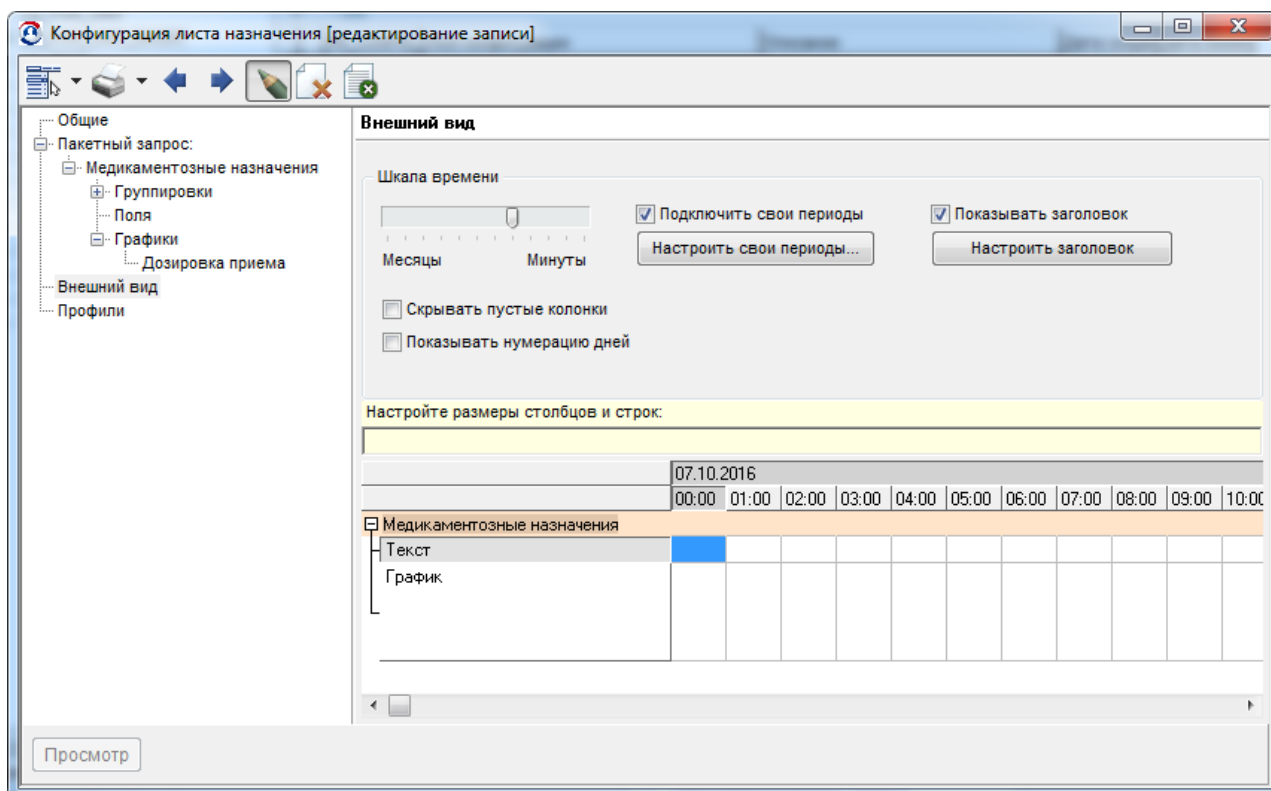 Конфигурация листа назначения [редактирование записи]
Общие
Пакетный запрос:
Медикаментозные назначения
Группировки
Поля
Графики
Дозировка приема
Внешний вид
Профили
Внешний вид
Шкала времени
Месяцы Минуты
Подключить свои периоды
Настроить свои периоды...
Показывать заголовок
Настроить заголовок
Скрывать пустые колонки
Показывать нумерацию дней
Настройте размеры столбцов и строк:
07.10.2016
00:00 01:00 02:00 03:00 04:00 05:00 06:00 07:00 08:00 09:00 10:00
Медикаментозные назначения
Текст
График
Просмотр